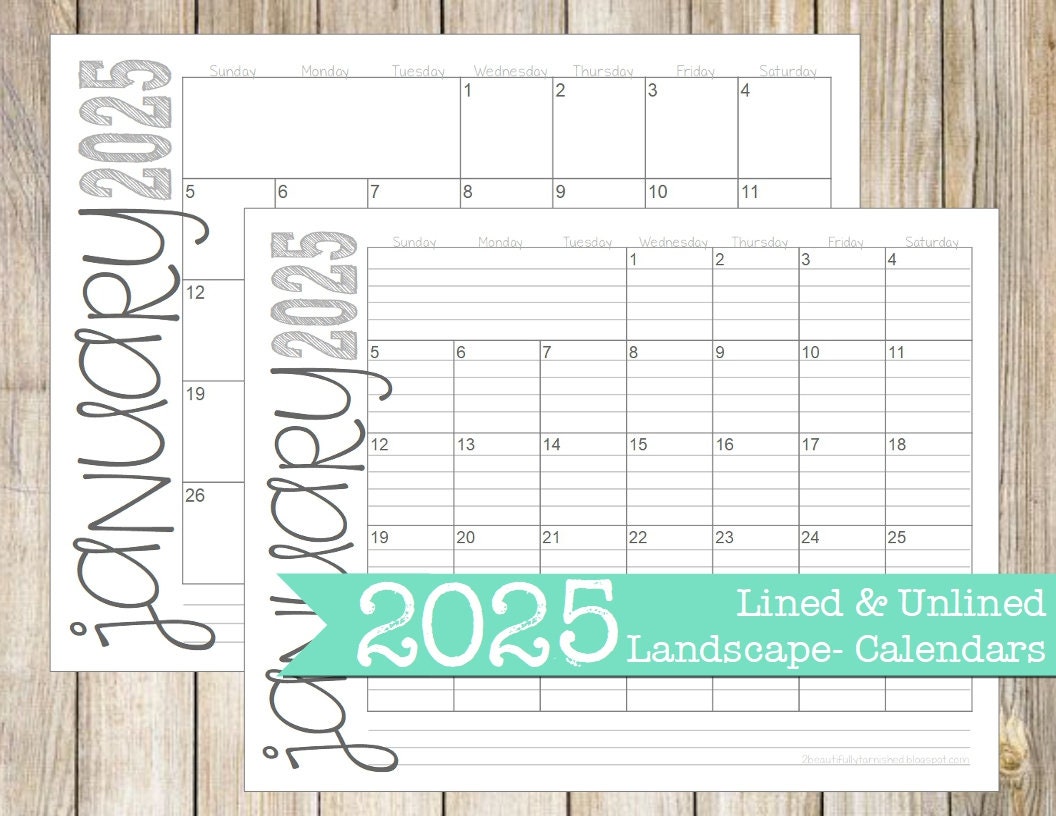 january 2025
Sunday Monday Tuesday Wednesday Thursday Friday Saturday
1 2 3 4
5 6 7 8 9 10 11
12
19
26
january 2025
Sunday Monday Tuesday Wednesday Thursday Friday Saturday
1 2 3 4
5 6 7 8 9 10 11
12 13 14 15 16 17 18
19 20 21 22 23 24 25
2025
Lined & Unlined
Landscape- Calendars
2beautifullytarnished.blogspot.com